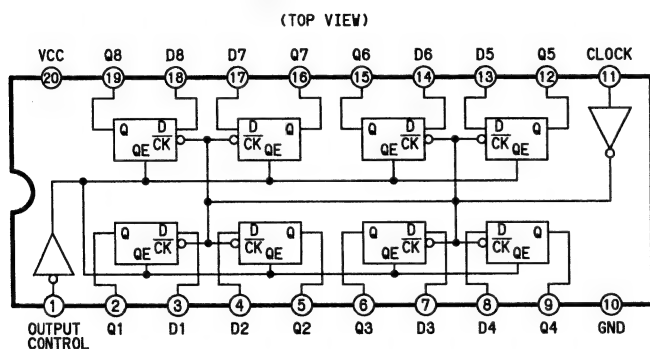 (TOP VIEW)
VCC Q8 D8 D7 Q7 Q6 D6 D5 Q5 CLOCK
20 19 18 17 16 15 14 13 12 11
Q D D Q Q D D Q
CK CK CK CK
QE QE QE QE
Q D D Q Q D D Q
QE CK QE CK QE CK QE CK
1 2 3 4 5 6 7 8 9 10
OUTPUT CONTROL Q1 D1 D2 Q2 Q3 D3 D4 Q4 GND